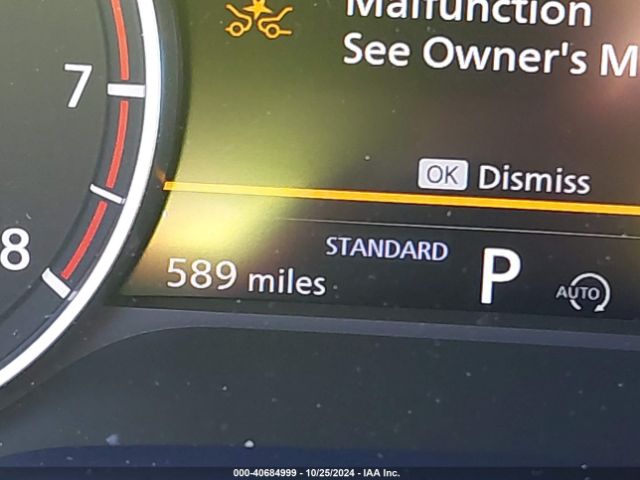 Malfunction
See Owner's M
7
OK Dismiss
8
STANDARD
589 miles
P
AUTO
000-40684999 - 10/25/2024 - IAA Inc.